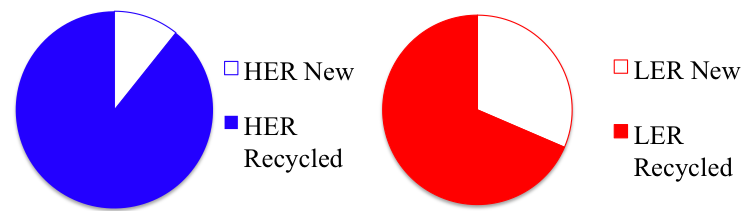 HER New
HER
Recycled
LER New
LER
Recycled